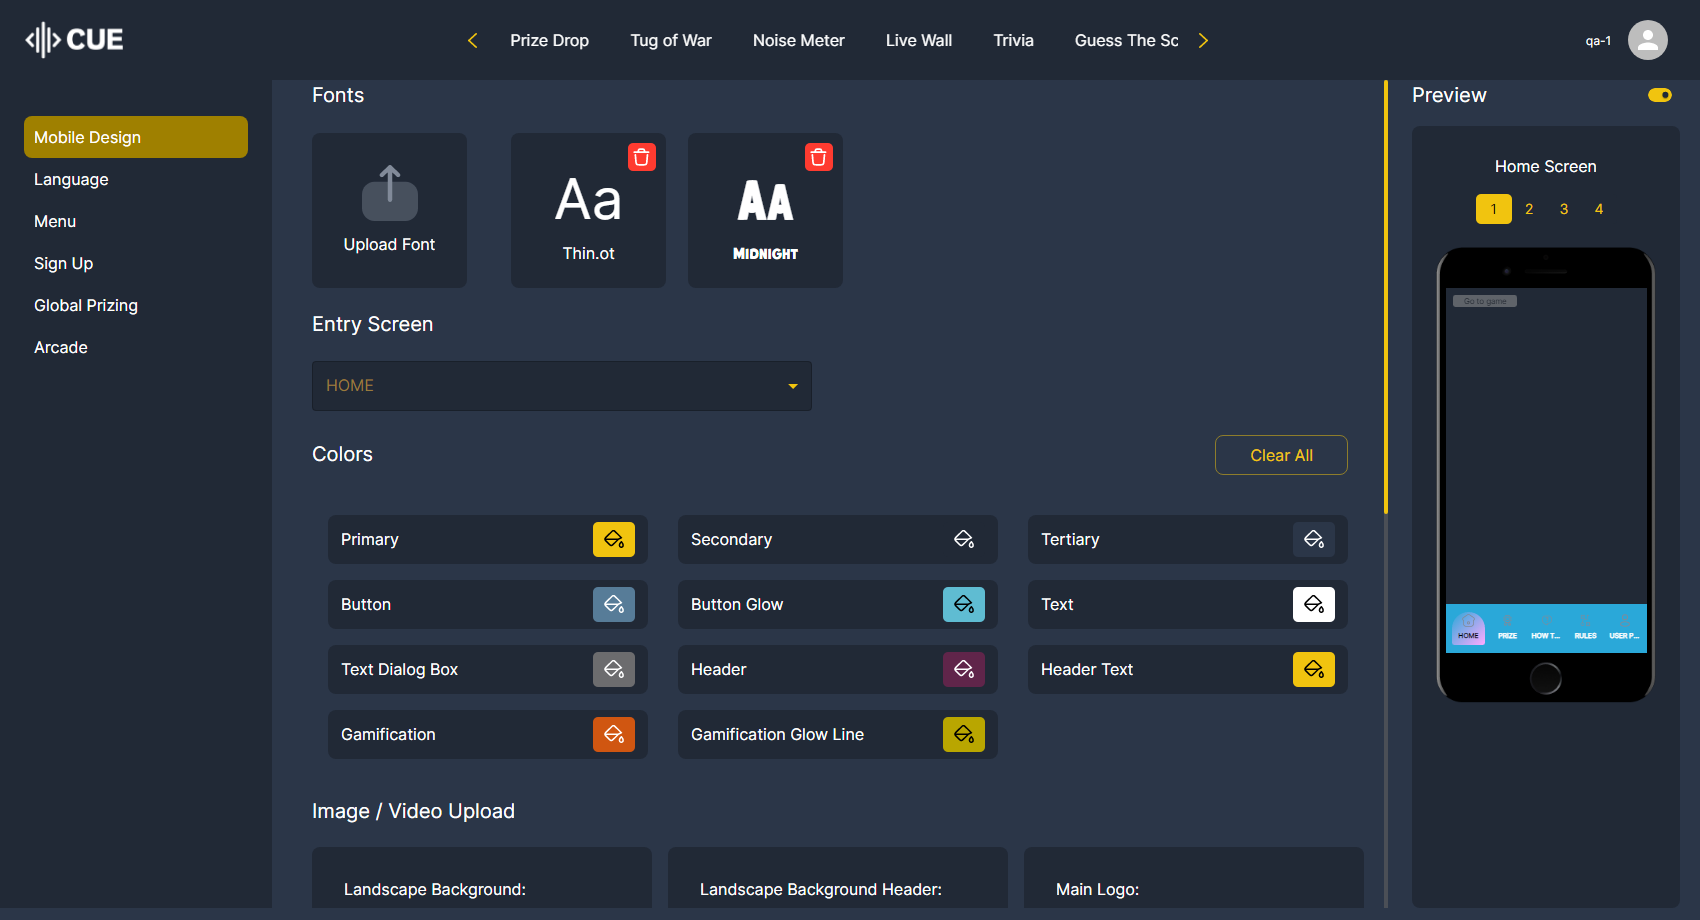 CUE
Prize Drop
Tug of War
Noise Meter
Live Wall
Trivia
Guess The Sc
qa-1
Mobile Design
Language
Menu
Sign Up
Global Prizing
Arcade
Fonts
Upload Font
Aa
Thin.ot
AA
MIDNIGHT
Entry Screen
HOME
Colors
Clear All
Primary
Secondary
Tertiary
Button
Button Glow
Text
Text Dialog Box
Header
Header Text
Gamification
Gamification Glow Line
Image / Video Upload
Landscape Background:
Landscape Background Header:
Main Logo:
Preview
Home Screen
1 2 3 4
Go to game
HOME
PRIZE
HOW T...
RULES
USER P...